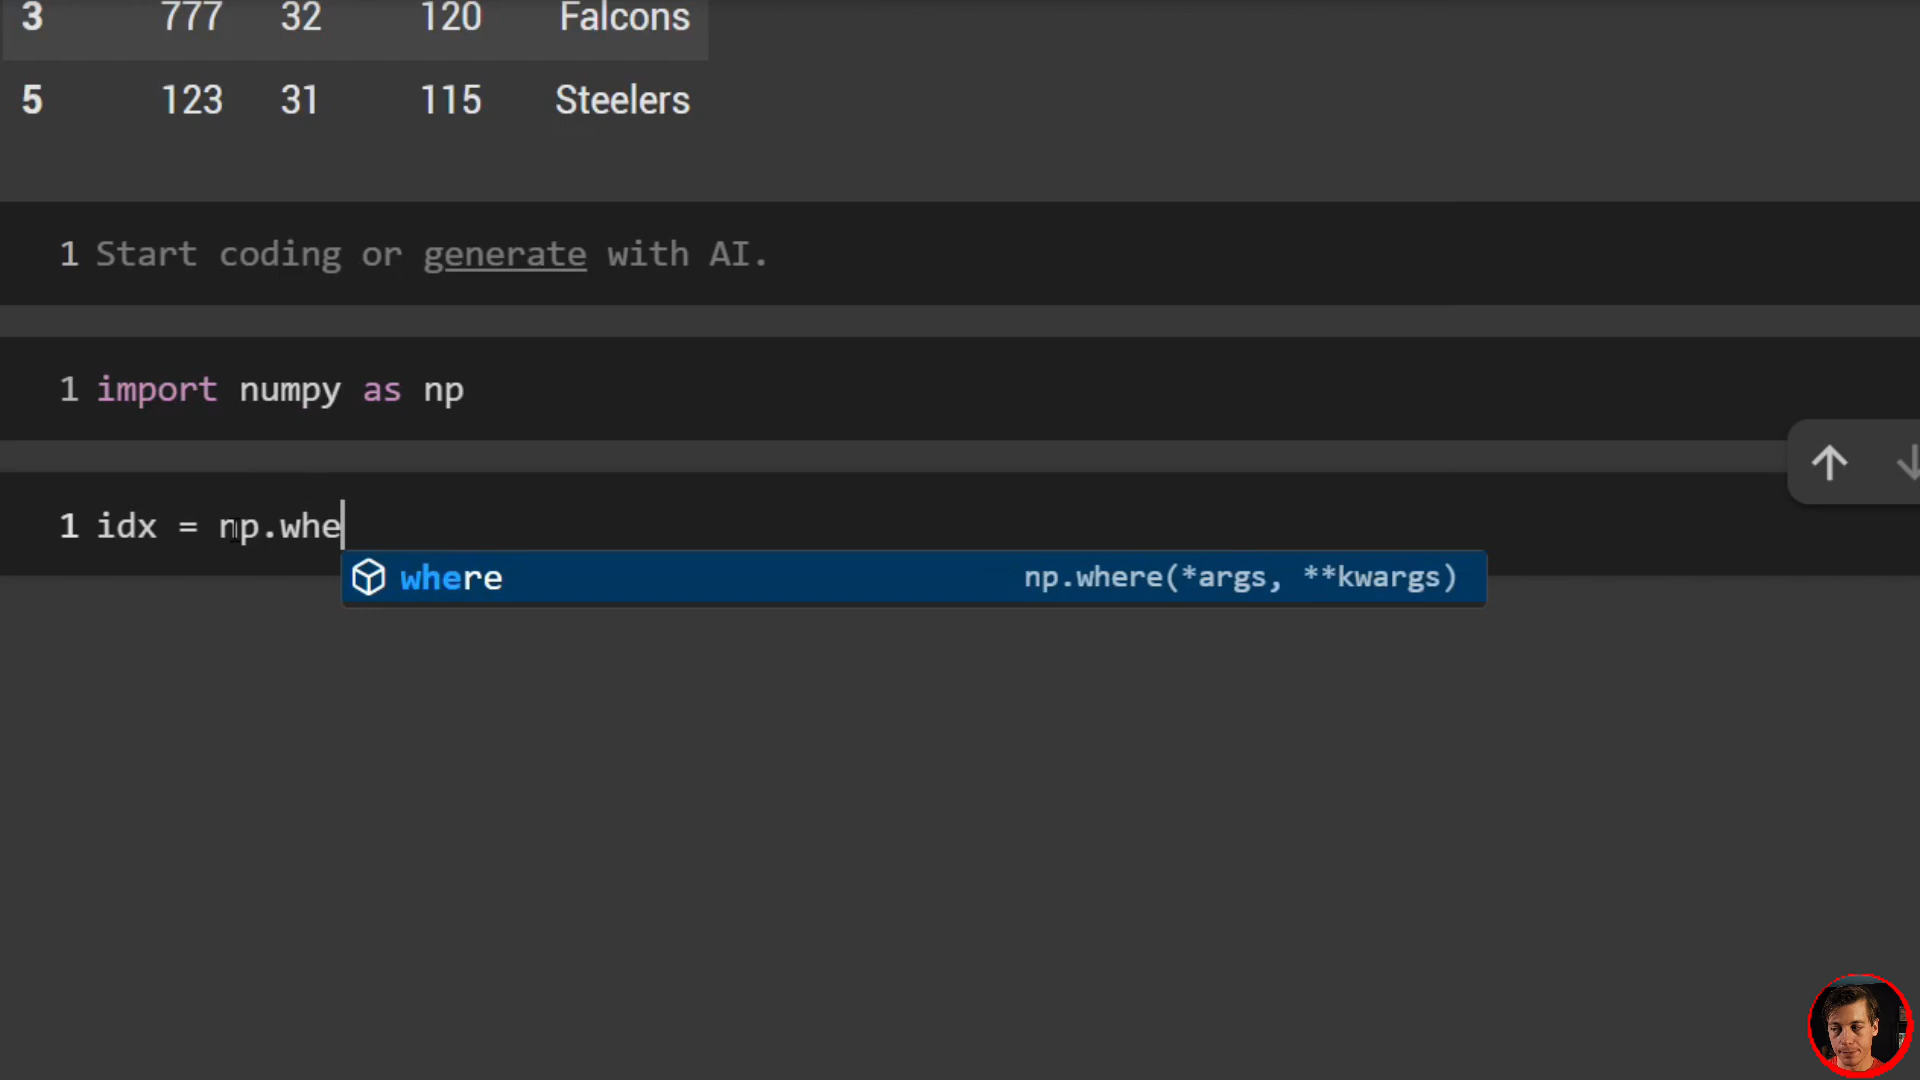 3 777 32 120 Falcons
5 123 31 115 Steelers
1 Start coding or generate with AI.
1 import numpy as np
1 idx = np.whe
where np.where(*args, **kwargs)